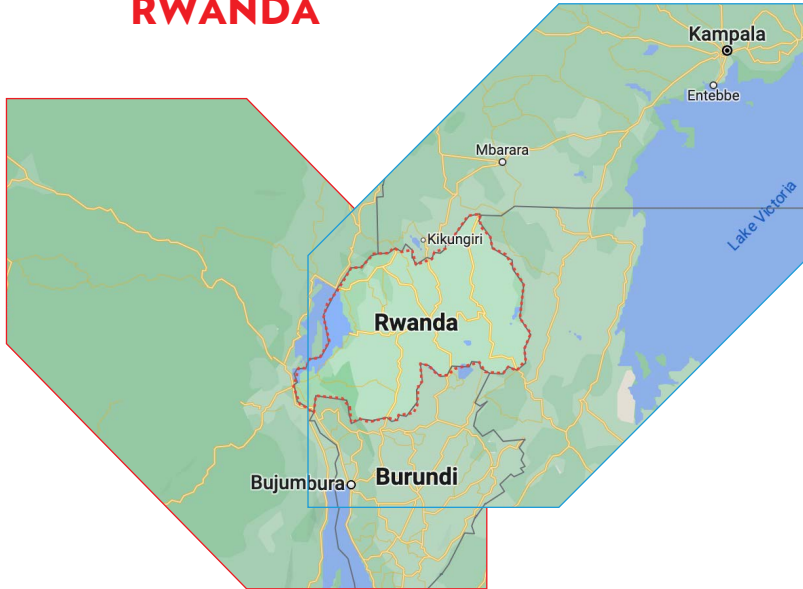 RWANDA
Kampala
Entebbe
Mbarara
Lake Victoria
Kikungiri
Rwanda
Bujumbura
Burundi